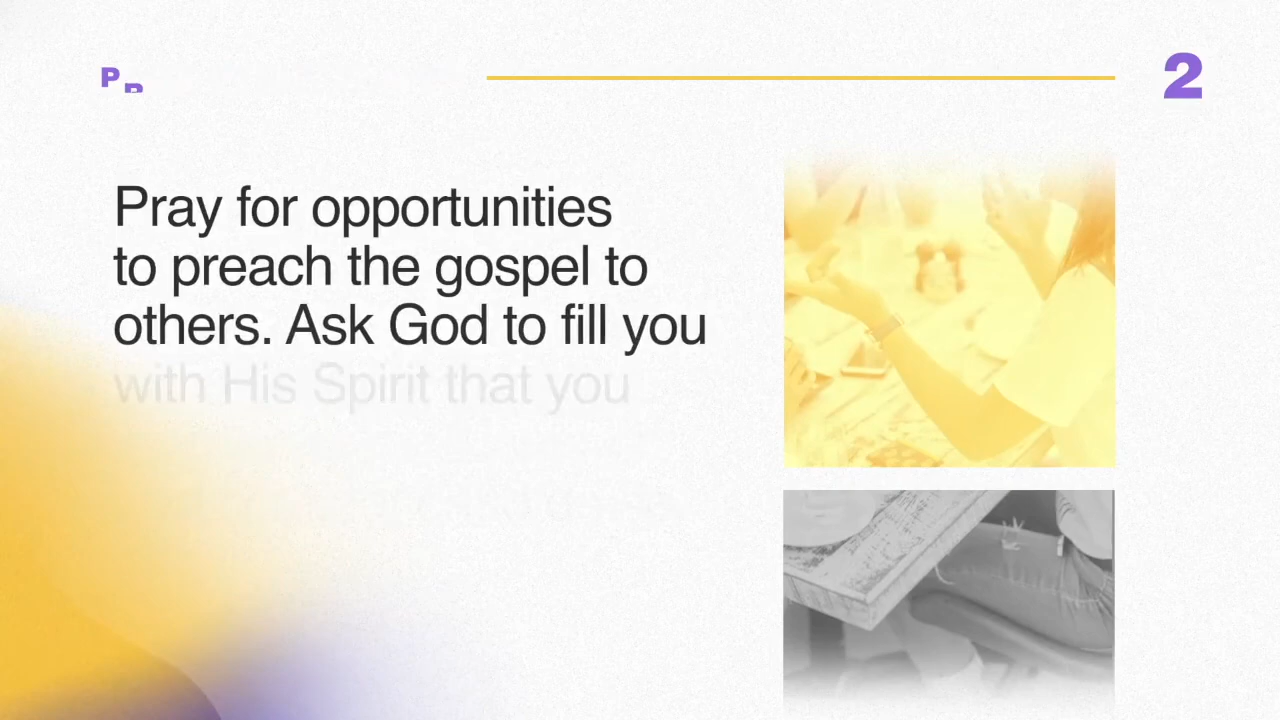 P
2
Pray for opportunities
to preach the gospel to
others. Ask God to fill you
with His Spirit that you